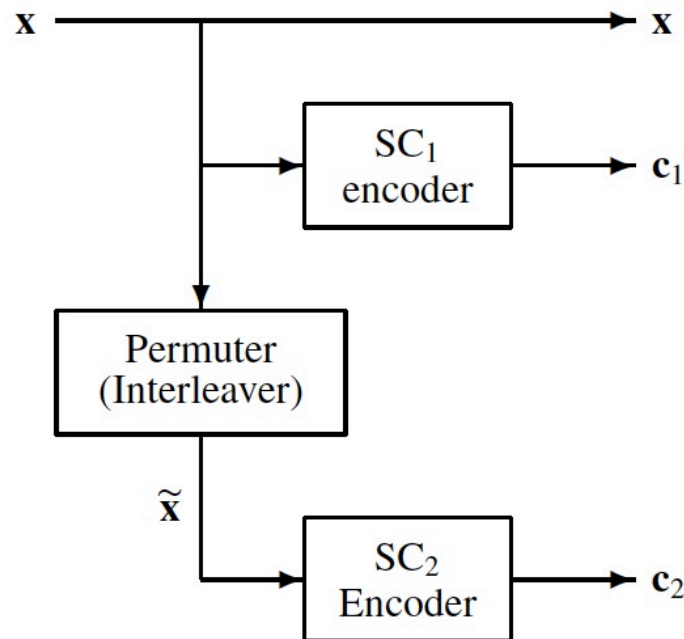 x
x
SC₁
encoder
c₁
Permuter
(Interleaver)
x̃
SC₂
Encoder
c₂